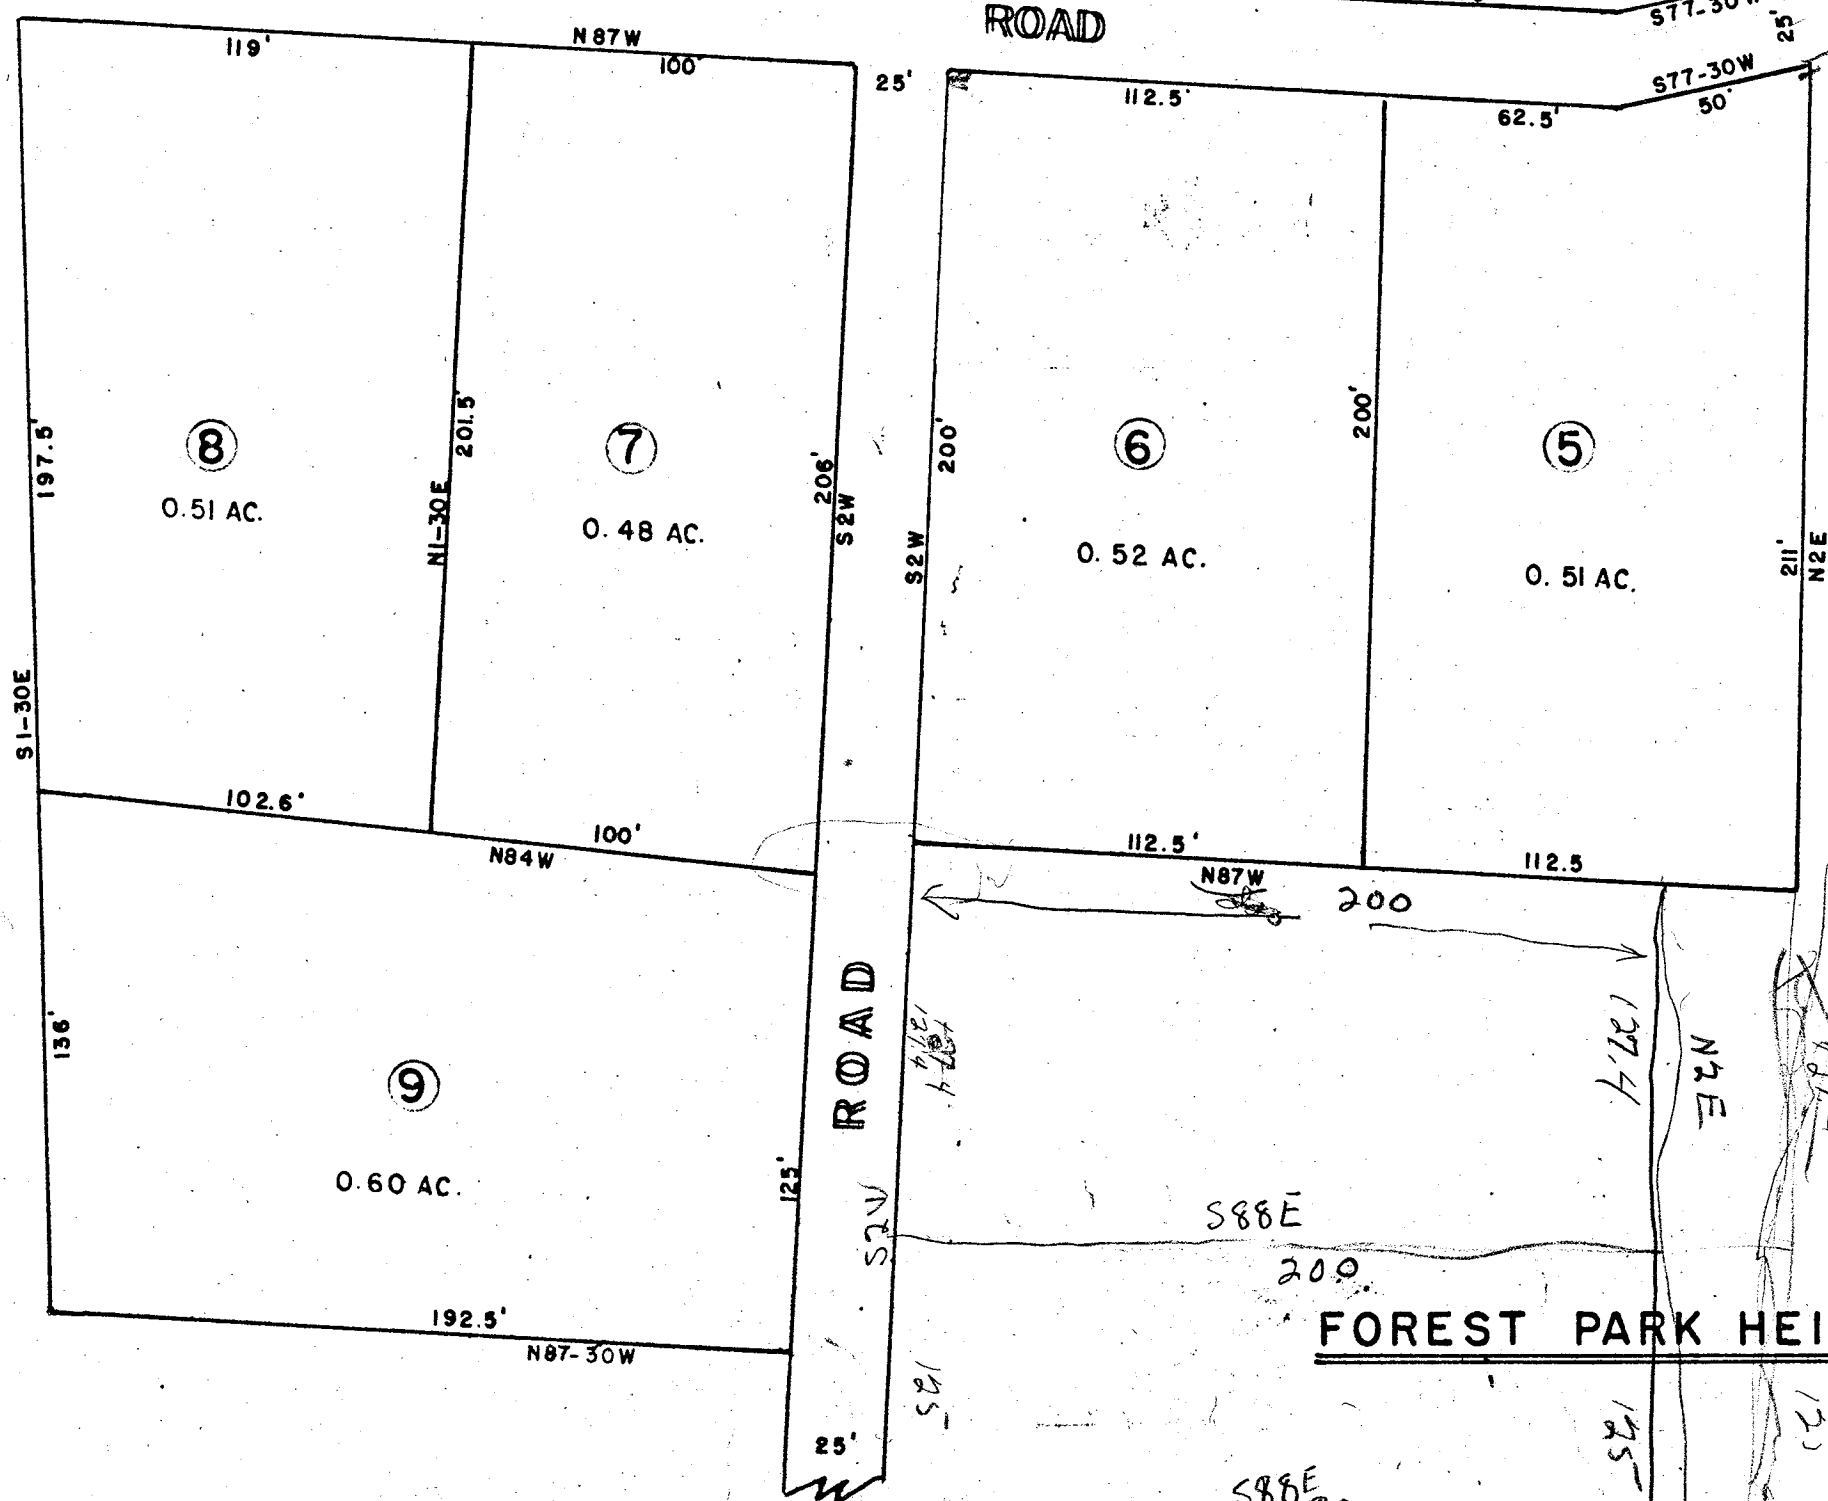 ROAD
S77-30W
25'
119'
N87W
100'
25'
112.5'
62.5'
S77-30W
50'
197.5'
S1-30E
8
0.51 AC.
201.5'
N1-30E
7
0.48 AC.
206'
S2W
200'
S2W
6
0.52 AC.
200'
5
0.51 AC.
211'
N2E
102.6'
100'
N84W
112.5'
N87W
112.5
200
136'
9
0.60 AC.
125'
ROAD
127.4
127.4
N2E
S2W
S88E
200
192.5'
N87-30W
FOREST PARK HEI
125
125
25'
S88E